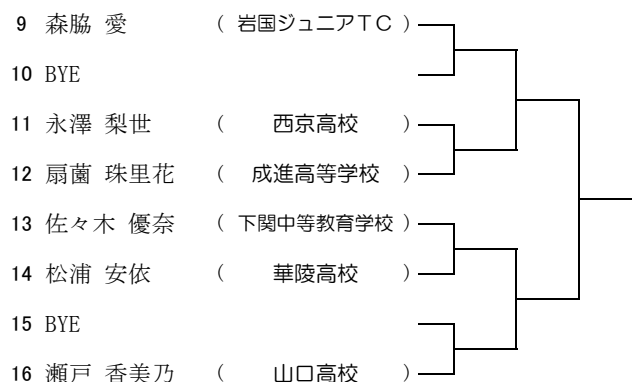 9 森脇 愛 ( 岩国ジュニアＴＣ )
10 BYE
11 永澤 梨世 ( 西京高校 )
12 扇薗 珠里花 ( 成進高等学校 )
13 佐々木 優奈 ( 下関中等教育学校 )
14 松浦 安依 ( 華陵高校 )
15 BYE
16 瀬戸 香美乃 ( 山口高校 )